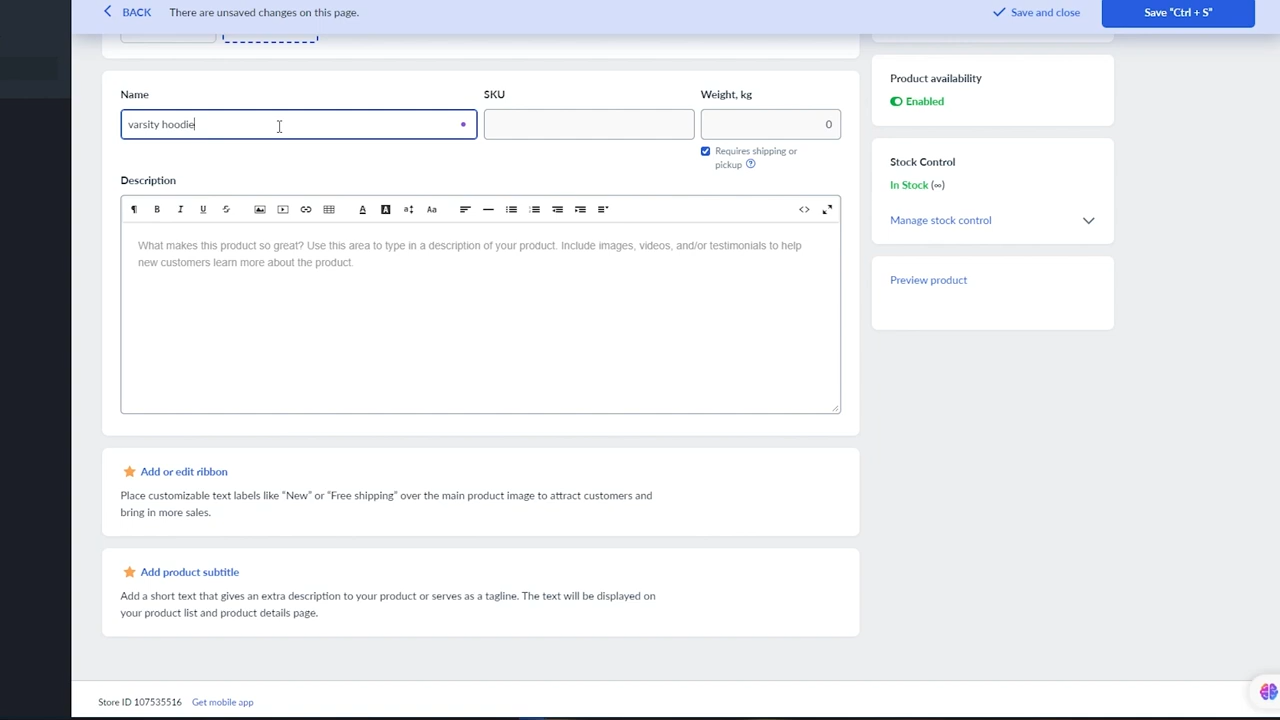 BACK
There are unsaved changes on this page.
Save and close
Save “Ctrl + S”
Name
SKU
Weight, kg
varsity hoodie
0
Requires shipping or
pickup
Description
What makes this product so great? Use this area to type in a description of your product. Include images, videos, and/or testimonials to help
new customers learn more about the product.
Add or edit ribbon
Place customizable text labels like “New” or “Free shipping” over the main product image to attract customers and
bring in more sales.
Add product subtitle
Add a short text that gives an extra description to your product or serves as a tagline. The text will be displayed on
your product list and product details page.
Product availability
Enabled
Stock Control
In Stock (∞)
Manage stock control
Preview product
Store ID 107535516
Get mobile app